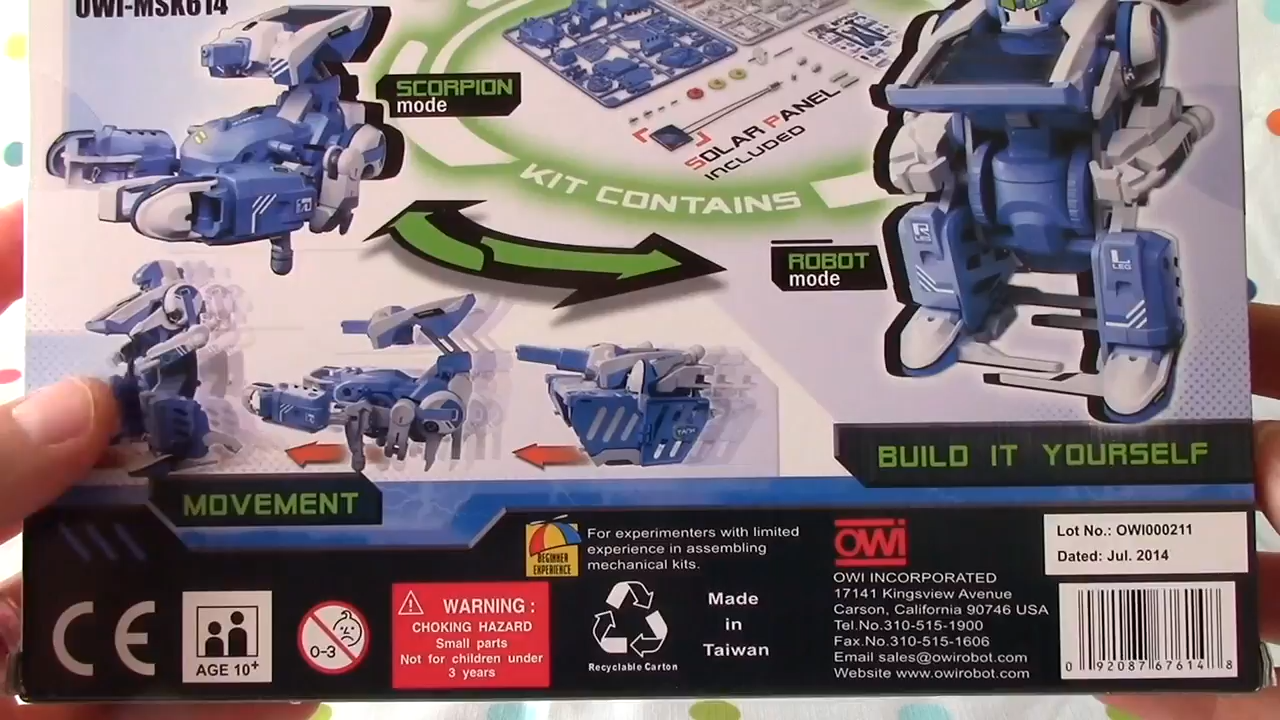 OWI-MSK614
SCORPION
mode
SOLAR PANEL
INCLUDED
KIT CONTAINS
ROBOT
mode
R
LEG
L
LEG
MOVEMENT
BUILD IT YOURSELF
BEGINNER
EXPERIENCE
For experimenters with limited
experience in assembling
mechanical kits.
OWI
OWI INCORPORATED
17141 Kingsview Avenue
Carson, California 90746 USA
Tel.No.310-515-1900
Fax.No.310-515-1606
Email sales@owirobot.com
Website www.owirobot.com
Lot No.: OWI000211
Dated: Jul. 2014
0 92087 67614 8
CE
AGE 10+
0-3
WARNING :
CHOKING HAZARD
Small parts
Not for children under
3 years
Recyclable Carton
Made
in
Taiwan